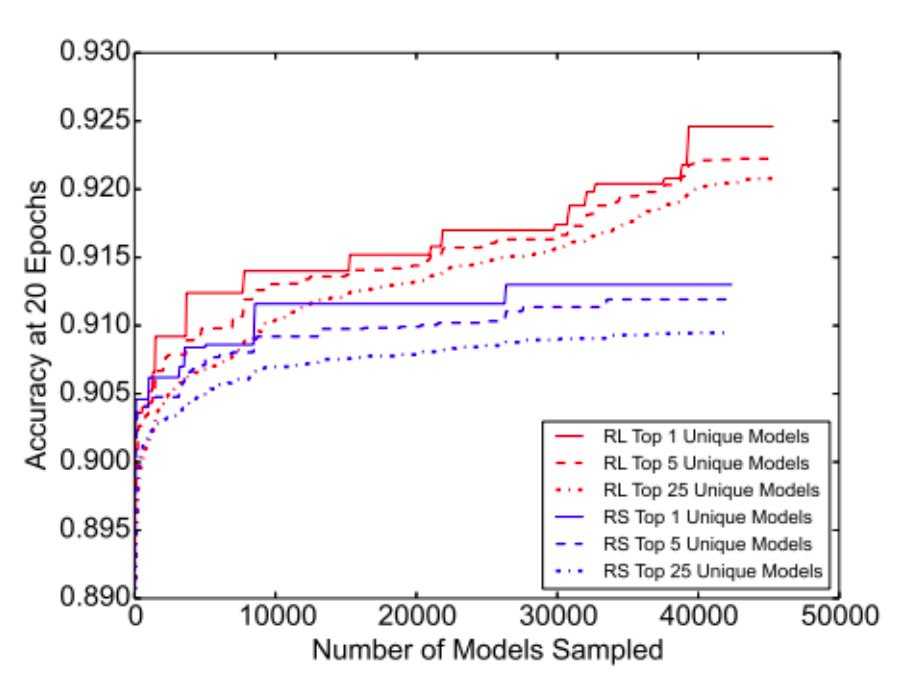 0.930
0.925
0.920
0.915
0.910
0.905
0.900
0.895
0.890
Accuracy at 20 Epochs
RL Top 1 Unique Models
RL Top 5 Unique Models
RL Top 25 Unique Models
RS Top 1 Unique Models
RS Top 5 Unique Models
RS Top 25 Unique Models
0 10000 20000 30000 40000 50000
Number of Models Sampled